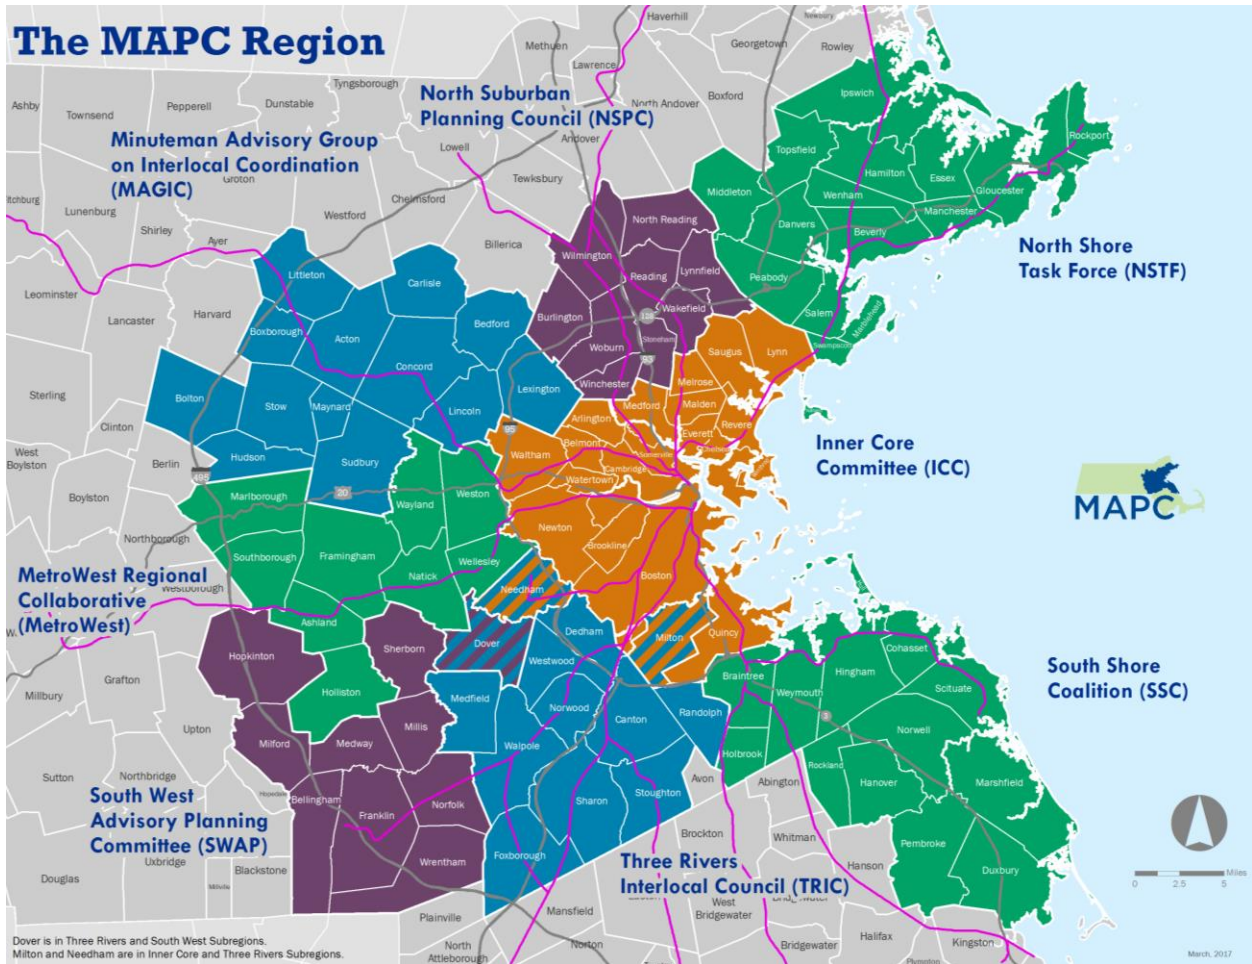 The MAPC Region
Haverhill
Newbury
Methuen
Georgetown
Rowley
Lawrence
Tyngsborough
Ashby
Pepperell
Dunstable
Townsend
North Suburban
Planning Council (NSPC)
North Andover
Boxford
Ipswich
Minuteman Advisory Group
on Interlocal Coordination
(MAGIC)
Lowell
Andover
Rockport
Topsfield
Groton
Tewksbury
Hamilton
Essex
Gloucester
Middleton
Wenham
Chelmsford
Lunenburg
Westford
North Reading
Manchester
Danvers
Shirley
Ayer
Billerica
Beverly
North Shore
Task Force (NSTF)
Wilmington
Littleton
Reading
Lynnfield
Peabody
Carlisle
Leominster
Harvard
Lancaster
Burlington
128
Wakefield
Salem
Marblehead
Boxborough
Acton
Bedford
Stoneham
Swampscott
Woburn
93
Saugus
Lynn
Concord
Winchester
Melrose
Sterling
Bolton
Stow
Maynard
Lincoln
Lexington
Medford
Malden
Arlington
Revere
Clinton
95
Everett
Belmont
Chelsea
Inner Core
Committee (ICC)
West
Boylston
Berlin
Hudson
Sudbury
Waltham
Somerville
Cambridge
495
20
Watertown
Boylston
Marlborough
Wayland
Weston
MAPC
Northborough
Newton
Southborough
Framingham
Brookline
Wellesley
Natick
Boston
MetroWest Regional
Collaborative
(MetroWest)
Westborough
Needham
Ashland
Dedham
Milton
Quincy
Sherborn
Dover
Cohasset
Hopkinton
Westwood
Hingham
Grafton
Braintree
South Shore
Coalition (SSC)
Millbury
Holliston
Medfield
Weymouth
Scituate
Norwood
Upton
Millis
Canton
Randolph
3
Norwell
Milford
Medway
Walpole
Holbrook
Rockland
Sutton
Northbridge
Avon
Abington
Hanover
Marshfield
Hopedale
South West
Advisory Planning
Committee (SWAP)
Bellingham
Norfolk
Sharon
Stoughton
Franklin
Brockton
Whitman
Uxbridge
Blackstone
Wrentham
Foxborough
Three Rivers
Interlocal Council (TRIC)
Hanson
Pembroke
Duxbury
Miles
0 2.5 5
Douglas
Millville
Plainville
Mansfield
West
Bridgewater
Halifax
Kingston
Bridgewater
North
Attleborough
Norton
Plympton
Dover is in Three Rivers and South West Subregions.
Milton and Needham are in Inner Core and Three Rivers Subregions.
March, 2017